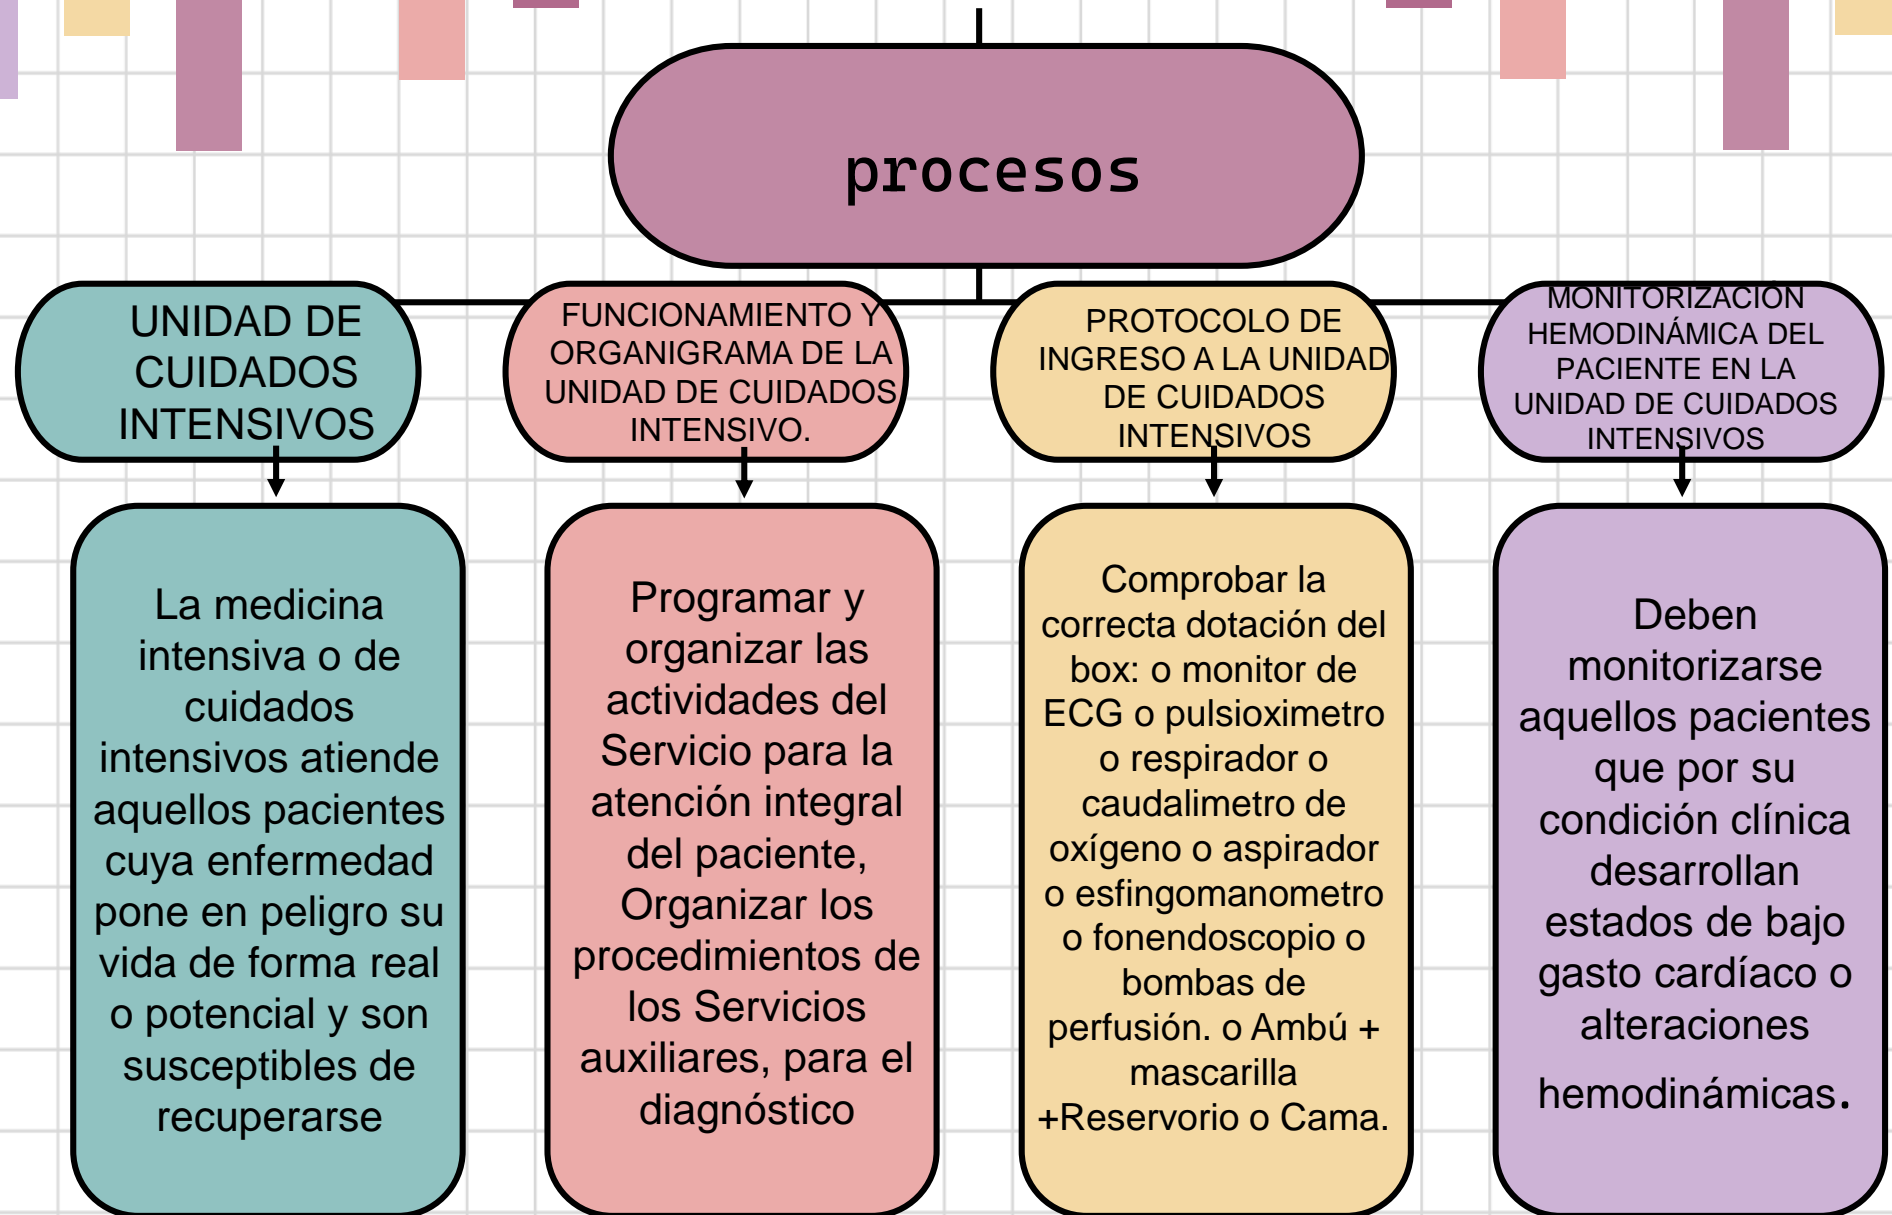 procesos
UNIDAD DE
CUIDADOS
INTENSIVOS
La medicina
intensiva o de
cuidados
intensivos atiende
aquellos pacientes
cuya enfermedad
pone en peligro su
vida de forma real
o potencial y son
susceptibles de
recuperarse
FUNCIONAMIENTO Y
ORGANIGRAMA DE LA
UNIDAD DE CUIDADOS
INTENSIVO.
Programar y
organizar las
actividades del
Servicio para la
atención integral
del paciente,
Organizar los
procedimientos de
los Servicios
auxiliares, para el
diagnóstico
PROTOCOLO DE
INGRESO A LA UNIDAD
DE CUIDADOS
INTENSIVOS
Comprobar la
correcta dotación del
box: o monitor de
ECG o pulsioximetro
o respirador o
caudalimetro de
oxígeno o aspirador
o esfingomanometro
o fonendoscopio o
bombas de
perfusión. o Ambú +
mascarilla
+Reservorio o Cama.
MONITORIZACIÓN
HEMODINÁMICA DEL
PACIENTE EN LA
UNIDAD DE CUIDADOS
INTENSIVOS
Deben
monitorizarse
aquellos pacientes
que por su
condición clínica
desarrollan
estados de bajo
gasto cardíaco o
alteraciones
hemodinámicas.